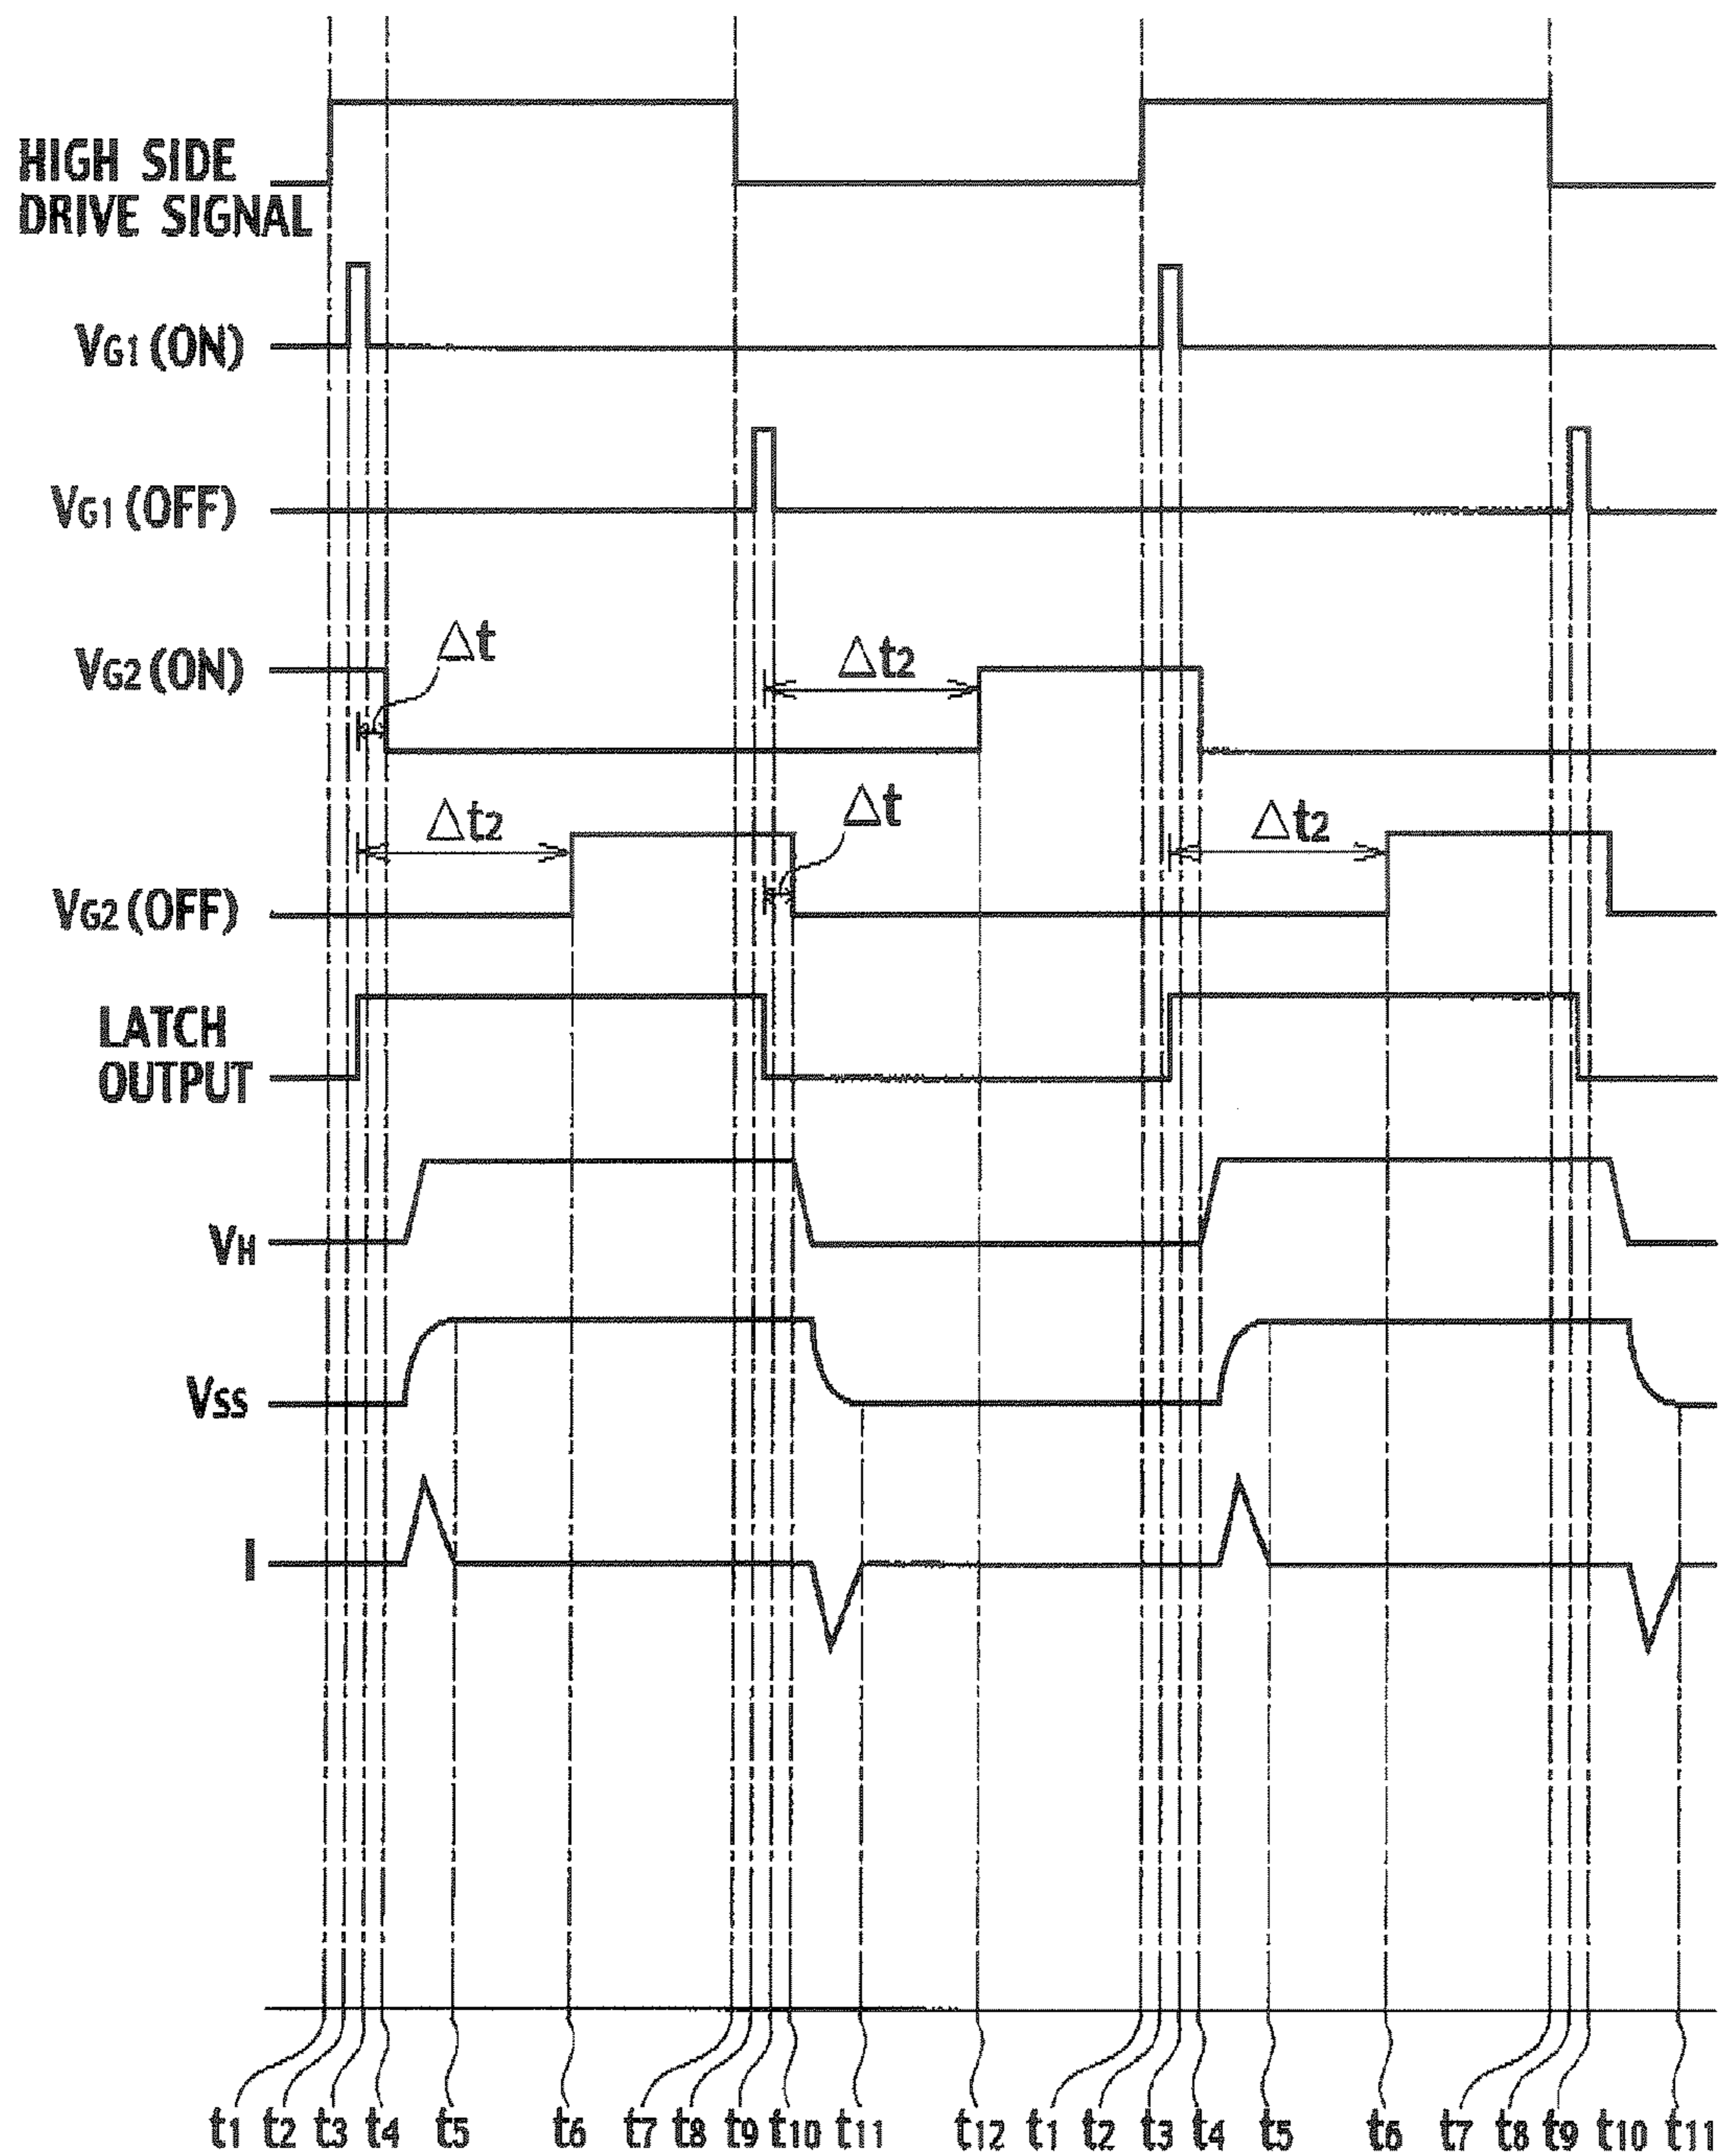 HIGH SIDE
DRIVE SIGNAL
VG1 (ON)
VG1 (OFF)
VG2 (ON)
Δt
Δt2
VG2 (OFF)
Δt2
Δt
Δt2
LATCH
OUTPUT
VH
VSS
I
t1 t2 t3 t4 t5 t6 t7 t8 t9 t10 t11 t12 t1 t2 t3 t4 t5 t6 t7 t8 t9 t10 t11